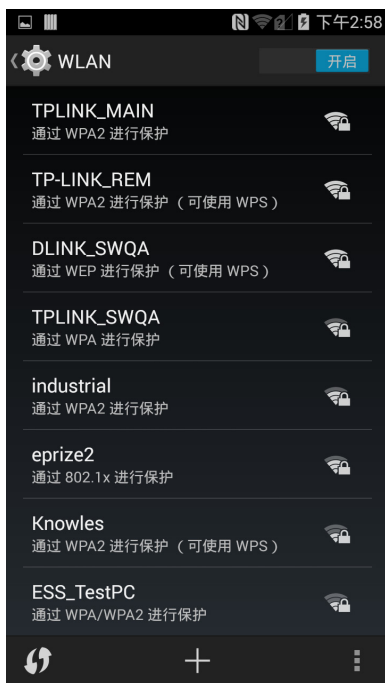 下午2:58
WLAN
开启
TPLINK_MAIN
通过 WPA2 进行保护
TP-LINK_REM
通过 WPA2 进行保护 （可使用 WPS）
DLINK_SWQA
通过 WEP 进行保护 （可使用 WPS）
TPLINK_SWQA
通过 WPA 进行保护
industrial
通过 WPA2 进行保护
eprize2
通过 802.1x 进行保护
Knowles
通过 WPA2 进行保护 （可使用 WPS）
ESS_TestPC
通过 WPA/WPA2 进行保护